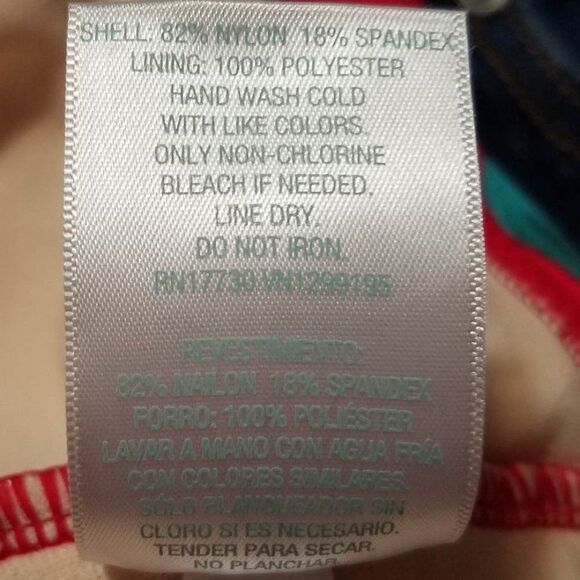 SHELL: 82% NYLON 18% SPANDEX
LINING: 100% POLYESTER
HAND WASH COLD
WITH LIKE COLORS.
ONLY NON-CHLORINE
BLEACH IF NEEDED.
LINE DRY.
DO NOT IRON.
RN17730 VN1299195
REVESTIMIENTO:
82% NAILON 18% SPANDEX
FORRO: 100% POLIÉSTER
LAVAR A MANO CON AGUA FRÍA
CON COLORES SIMILARES.
SÓLO BLANQUEADOR SIN
CLORO SI ES NECESARIO.
TENDER PARA SECAR.
NO PLANCHAR.